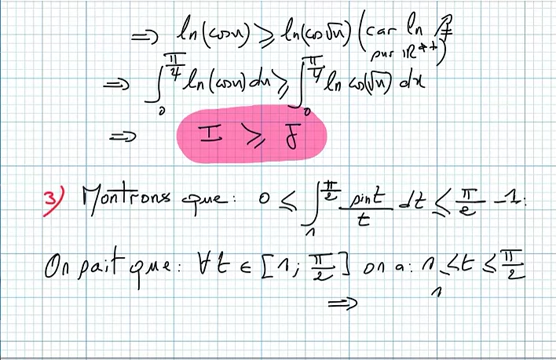 ⇒ ln(cos x) ≥ ln(cos √x) (car ln ↗
sur ℝ*+)
⇒ ∫₀^{π/4} ln(cos x) dx ≥ ∫₀^{π/4} ln cos(√x) dx
⇒ I ≥ J
3) Montrons que : 0 ≤ ∫₁^{π/2} sin t / t dt ≤ π/2 - 1.
On sait que : ∀ t ∈ [1 ; π/2] on a : 1 ≤ t ≤ π/2
⇒ 1